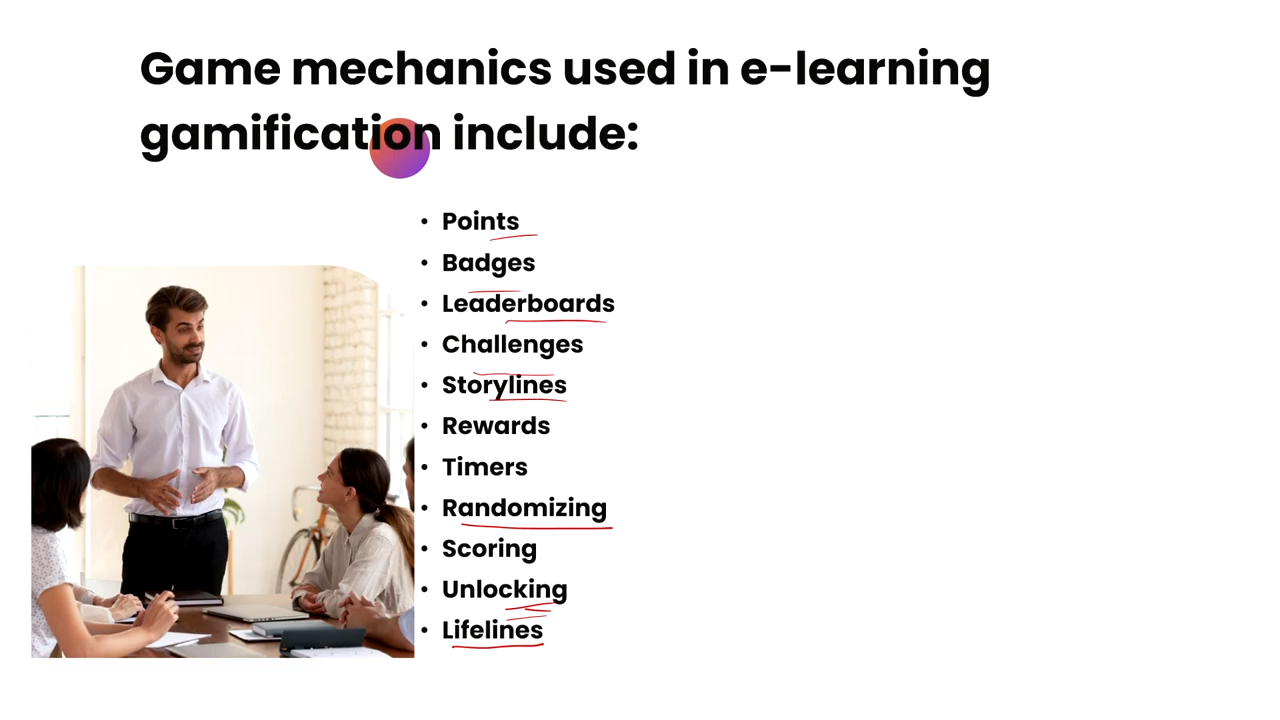 Game mechanics used in e-learning
gamification include:
• Points
• Badges
• Leaderboards
• Challenges
• Storylines
• Rewards
• Timers
• Randomizing
• Scoring
• Unlocking
• Lifelines